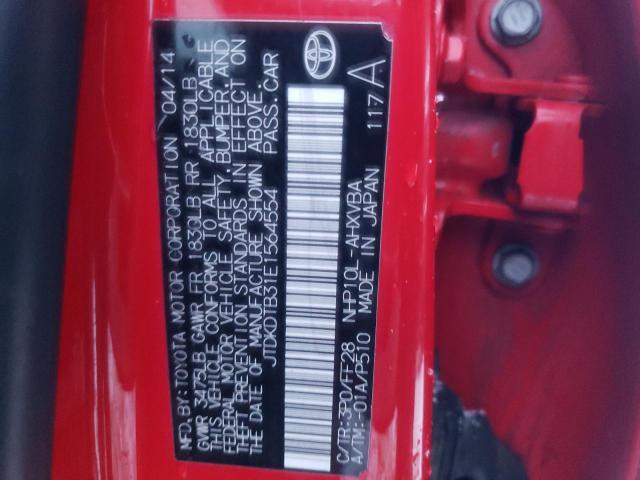 MFD. BY: TOYOTA MOTOR CORPORATION 04/14
GVWR 3475LB GAWR FR 1830LB RR 1830LB
THIS VEHICLE CONFORMS TO ALL APPLICABLE
FEDERAL MOTOR VEHICLE SAFETY, BUMPER, AND
THEFT PREVENTION STANDARDS IN EFFECT ON
THE DATE OF MANUFACTURE SHOWN ABOVE.
JTDKDTB31E1564554 PASS. CAR
C/TR: 3P0/FF28 NHP10L-AHXVBA
A/TM: -01A/P510 MADE IN JAPAN 117A